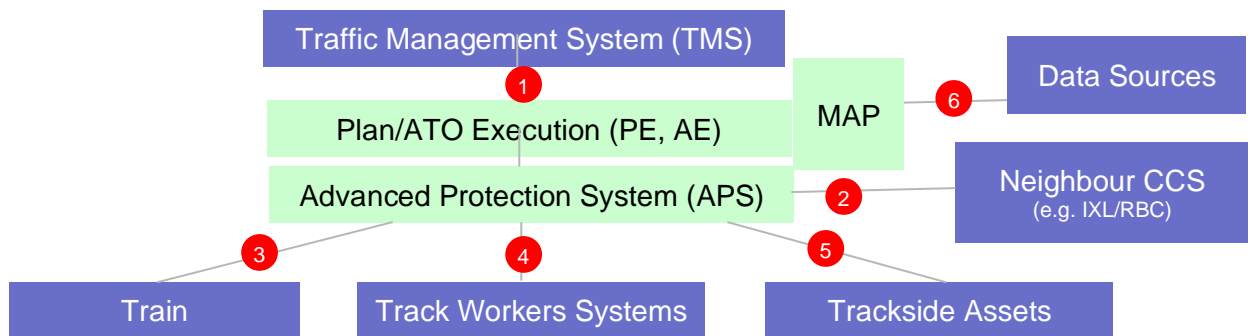 Traffic Management System (TMS)
1
Plan/ATO Execution (PE, AE)
MAP
6
Data Sources
Advanced Protection System (APS)
2
Neighbour CCS
(e.g. IXL/RBC)
3
4
5
Train
Track Workers Systems
Trackside Assets